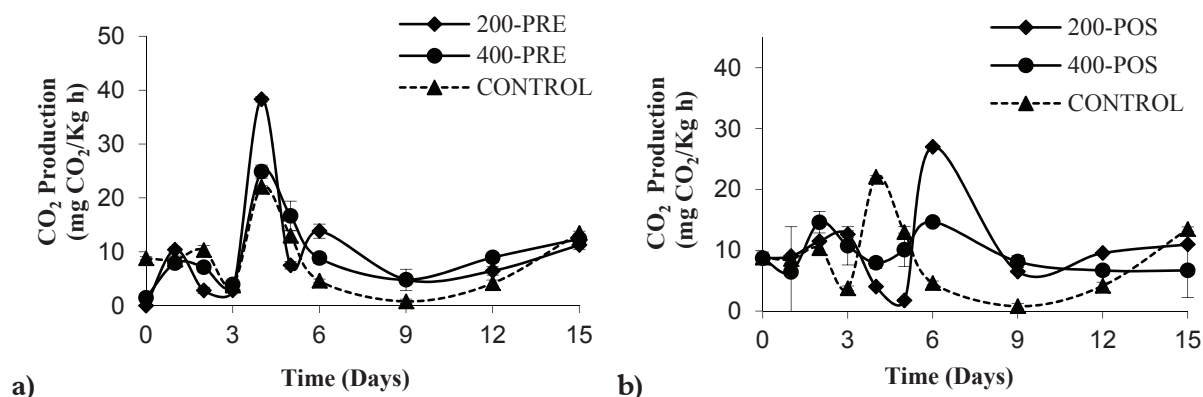 50
40
30
20
10
0
CO₂ Production
(mg CO₂/Kg h)
200-PRE
400-PRE
CONTROL
0 3 6 9 12 15
Time (Days)
a)
40
30
20
10
0
CO₂ Production
(mg CO₂/Kg h)
200-POS
400-POS
CONTROL
0 3 6 9 12 15
Time (Days)
b)